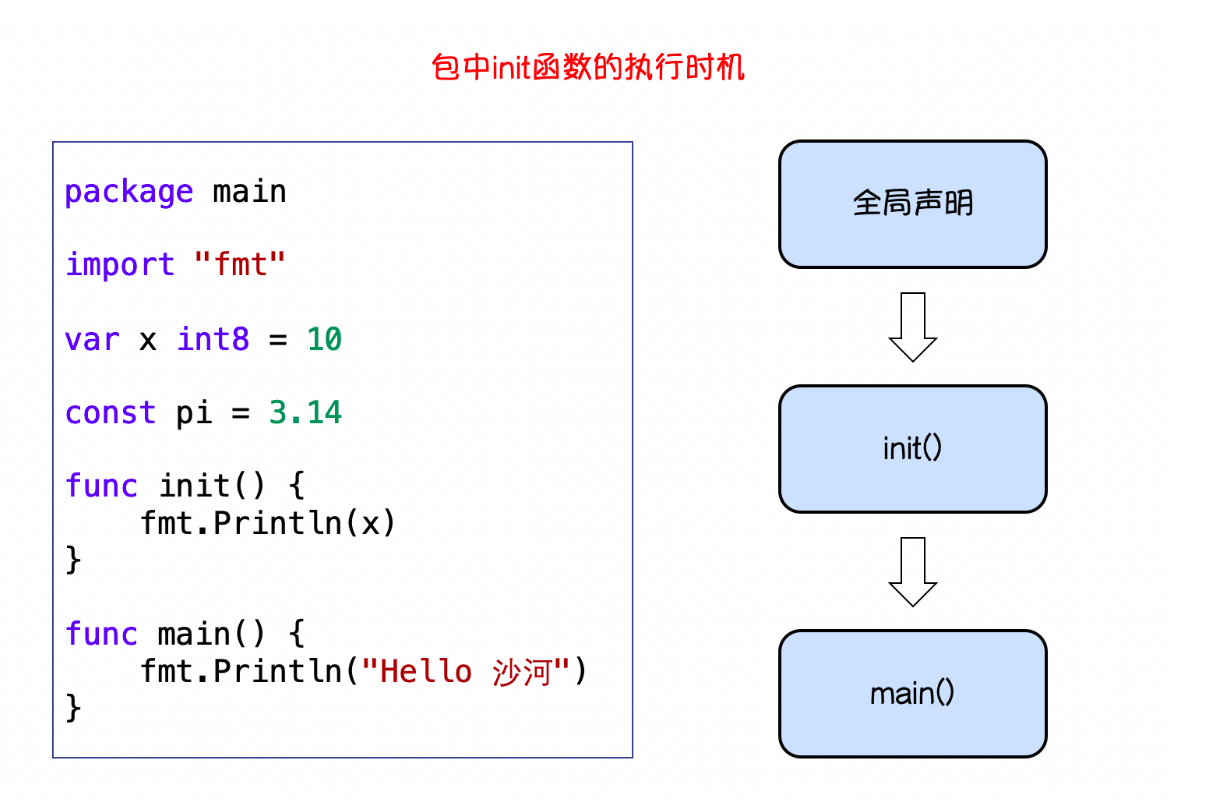 包中init函数的执行时机
package main
import "fmt"
var x int8 = 10
const pi = 3.14
func init() {
    fmt.Println(x)
}
func main() {
    fmt.Println("Hello 沙河")
}
全局声明
init()
main()